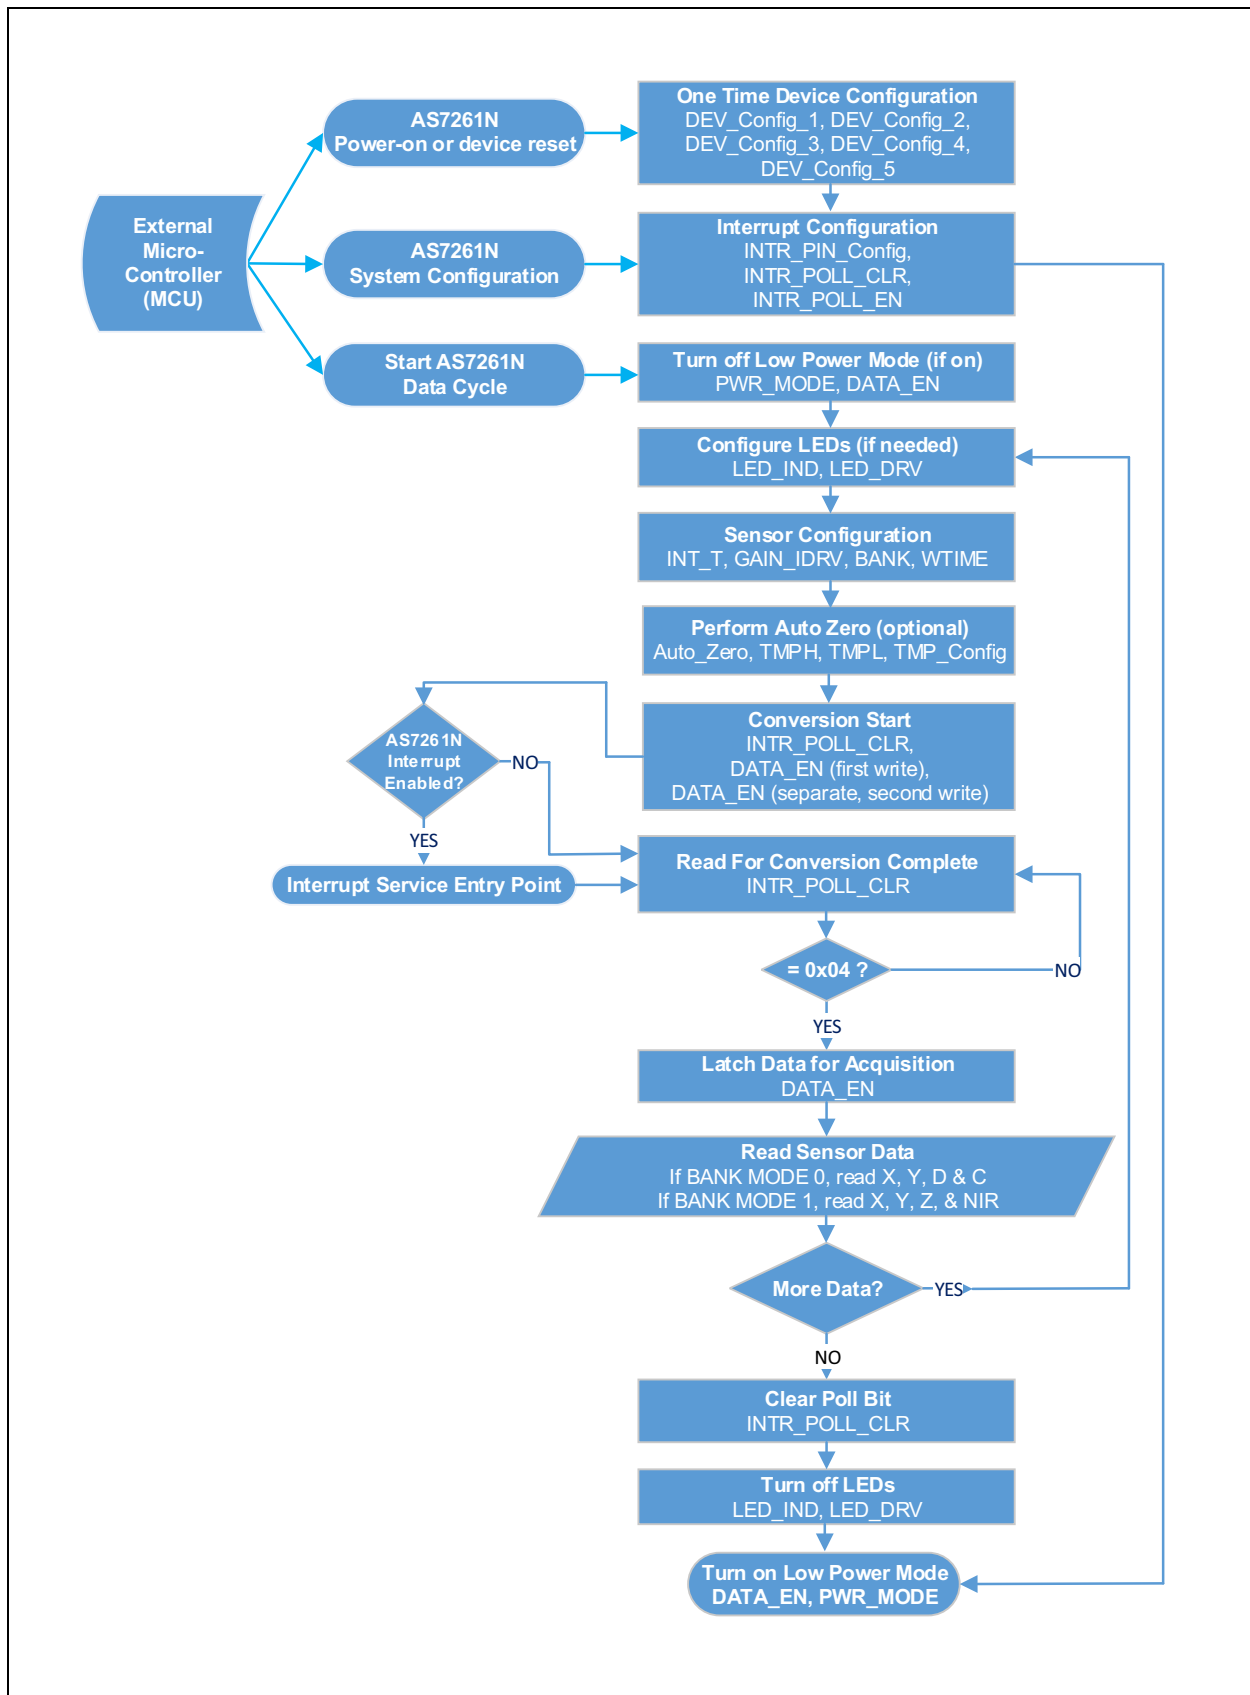 One Time Device Configuration
DEV_Config_1, DEV_Config_2,
DEV_Config_3, DEV_Config_4,
DEV_Config_5
AS7261N
Power-on or device reset
External
Micro-
Controller
(MCU)
AS7261N
System Configuration
Interrupt Configuration
INTR_PIN_Config,
INTR_POLL_CLR,
INTR_POLL_EN
Start AS7261N
Data Cycle
Turn off Low Power Mode (if on)
PWR_MODE, DATA_EN
Configure LEDs (if needed)
LED_IND, LED_DRV
Sensor Configuration
INT_T, GAIN_IDRV, BANK, WTIME
Perform Auto Zero (optional)
Auto_Zero, TMPH, TMPL, TMP_Config
Conversion Start
INTR_POLL_CLR,
DATA_EN (first write),
DATA_EN (separate, second write)
AS7261N
Interrupt
Enabled?
NO
YES
Interrupt Service Entry Point
Read For Conversion Complete
INTR_POLL_CLR
= 0x04 ?
NO
YES
Latch Data for Acquisition
DATA_EN
Read Sensor Data
If BANK MODE 0, read X, Y, D & C
If BANK MODE 1, read X, Y, Z, & NIR
More Data?
YES
NO
Clear Poll Bit
INTR_POLL_CLR
Turn off LEDs
LED_IND, LED_DRV
Turn on Low Power Mode
DATA_EN, PWR_MODE